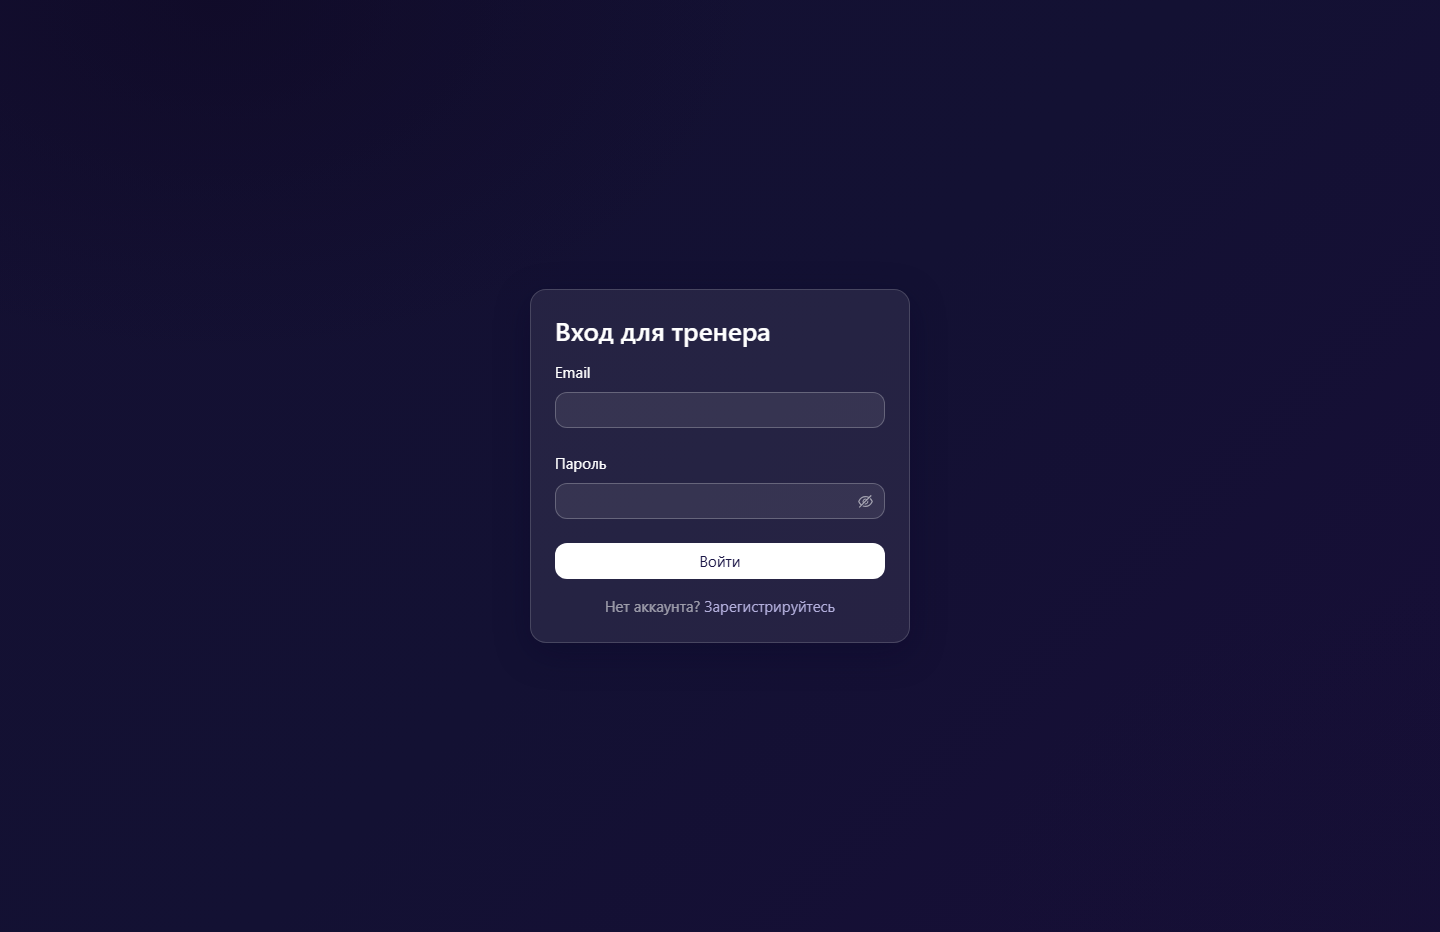 Вход для тренера
Email
Пароль
Войти
Нет аккаунта? Зарегистрируйтесь